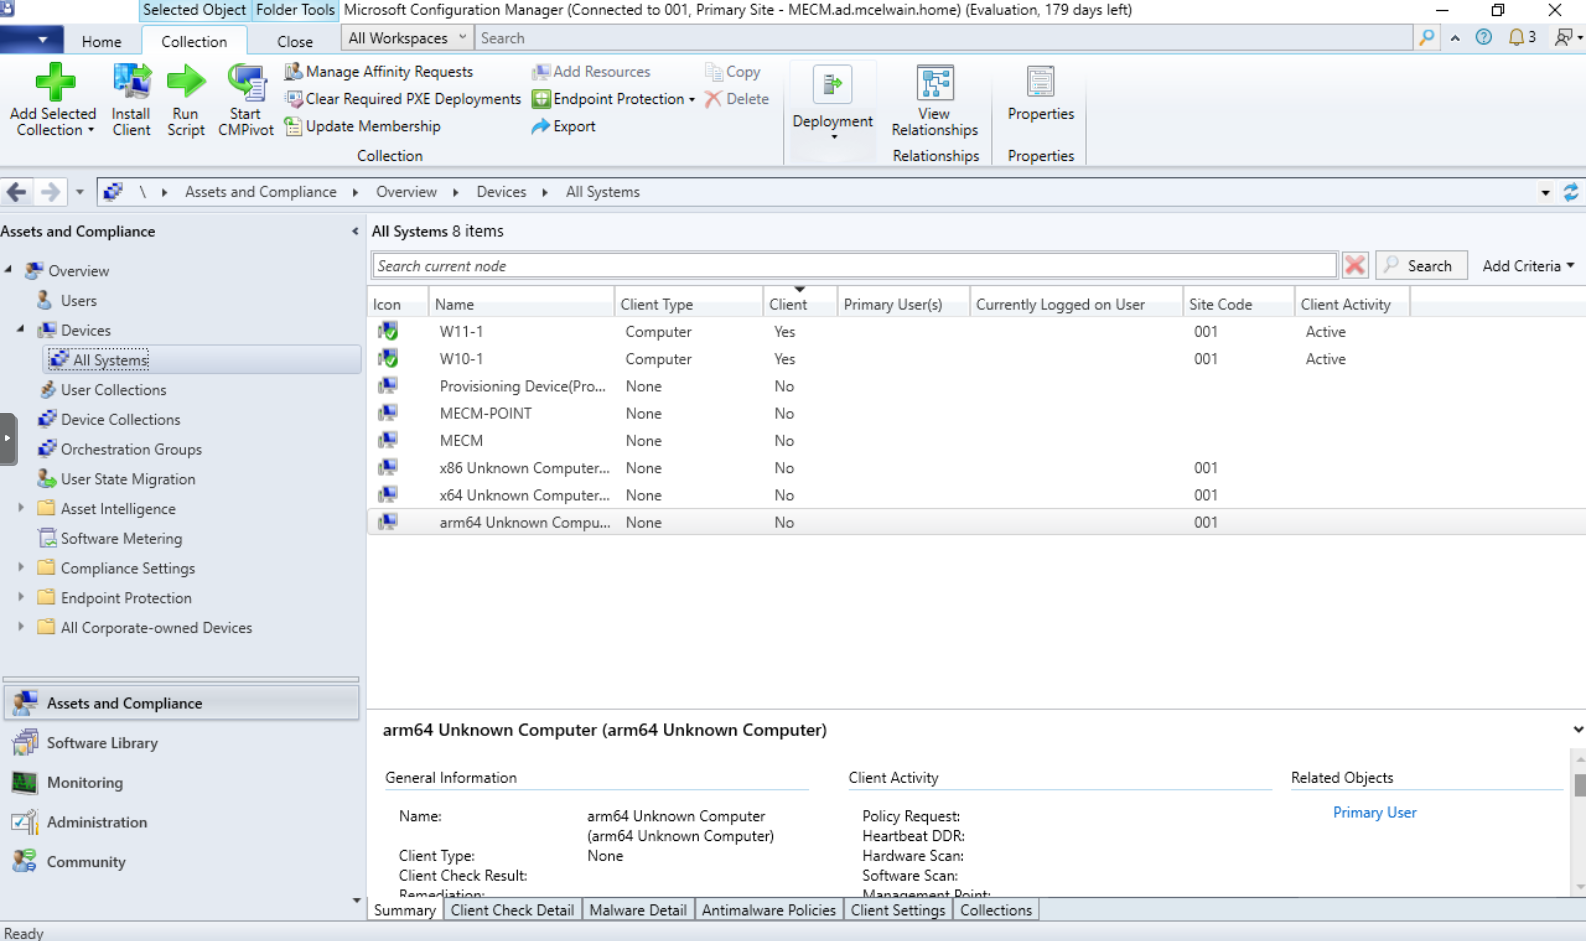 Selected Object Folder Tools Microsoft Configuration Manager (Connected to 001, Primary Site - MECM.ad.mcelwain.home) (Evaluation, 179 days left)
Home Collection Close All Workspaces Search 3
Add Selected Collection
Install Client
Run Script
Start CMPivot
Manage Affinity Requests
Clear Required PXE Deployments
Update Membership
Add Resources
Endpoint Protection
Export
Copy
Delete
Collection
Deployment
View Relationships
Relationships
Properties
Properties
\ Assets and Compliance Overview Devices All Systems
Assets and Compliance
Overview
Users
Devices
All Systems
User Collections
Device Collections
Orchestration Groups
User State Migration
Asset Intelligence
Software Metering
Compliance Settings
Endpoint Protection
All Corporate-owned Devices
Assets and Compliance
Software Library
Monitoring
Administration
Community
All Systems 8 items
Search current node Search Add Criteria
Icon Name Client Type Client Primary User(s) Currently Logged on User Site Code Client Activity
W11-1 Computer Yes 001 Active
W10-1 Computer Yes 001 Active
Provisioning Device(Pro... None No
MECM-POINT None No
MECM None No
x86 Unknown Computer... None No 001
x64 Unknown Computer... None No 001
arm64 Unknown Compu... None No 001
arm64 Unknown Computer (arm64 Unknown Computer)
General Information
Name: arm64 Unknown Computer
(arm64 Unknown Computer)
Client Type: None
Client Check Result:
Remediation:
Client Activity
Policy Request:
Heartbeat DDR:
Hardware Scan:
Software Scan:
Management Point:
Related Objects
Primary User
Summary Client Check Detail Malware Detail Antimalware Policies Client Settings Collections
Ready